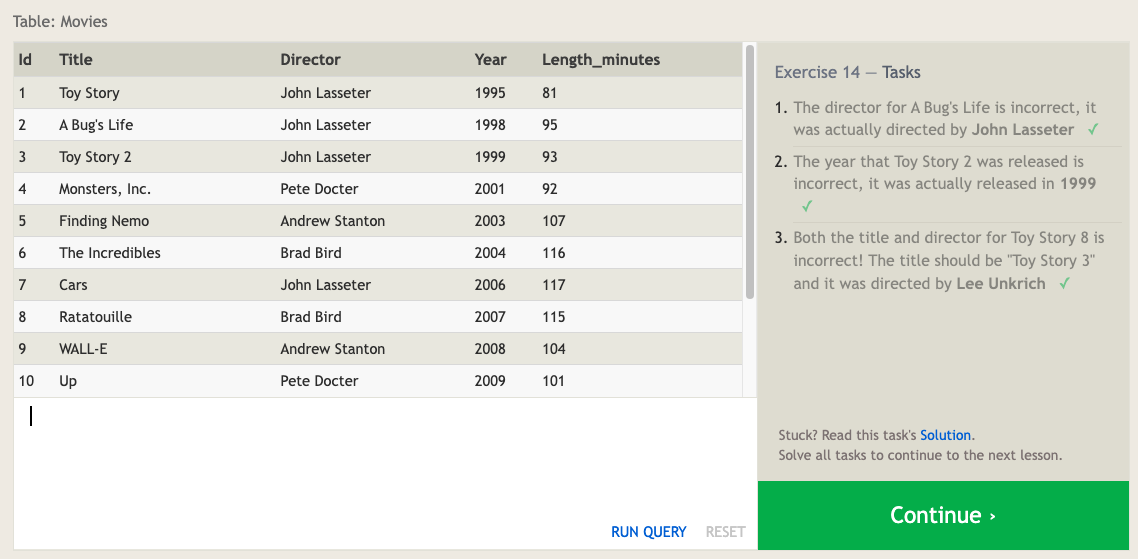 Table: Movies
Id Title Director Year Length_minutes
1 Toy Story John Lasseter 1995 81
2 A Bug's Life John Lasseter 1998 95
3 Toy Story 2 John Lasseter 1999 93
4 Monsters, Inc. Pete Docter 2001 92
5 Finding Nemo Andrew Stanton 2003 107
6 The Incredibles Brad Bird 2004 116
7 Cars John Lasseter 2006 117
8 Ratatouille Brad Bird 2007 115
9 WALL-E Andrew Stanton 2008 104
10 Up Pete Docter 2009 101
RUN QUERY RESET
Exercise 14 — Tasks
1. The director for A Bug's Life is incorrect, it
was actually directed by John Lasseter ✓
2. The year that Toy Story 2 was released is
incorrect, it was actually released in 1999
✓
3. Both the title and director for Toy Story 8 is
incorrect! The title should be "Toy Story 3"
and it was directed by Lee Unkrich ✓
Stuck? Read this task's Solution.
Solve all tasks to continue to the next lesson.
Continue ›